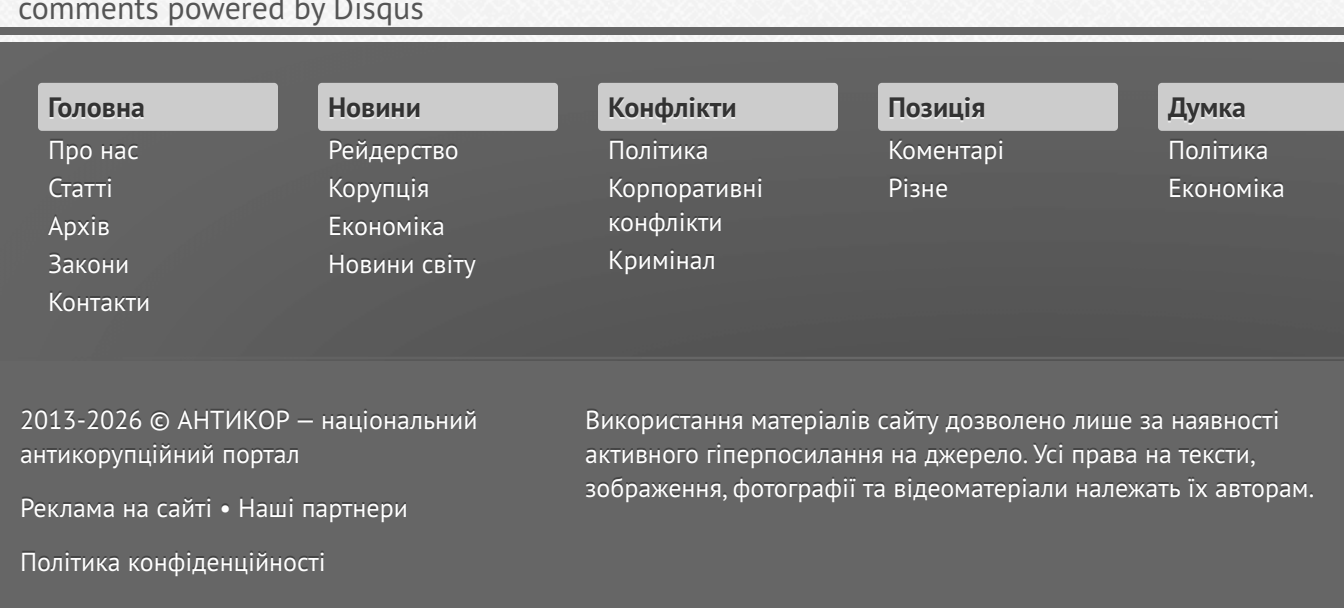 comments powered by Disqus
Головна
Про нас
Статті
Архів
Закони
Контакти
Новини
Рейдерство
Корупція
Економіка
Новини світу
Конфлікти
Політика
Корпоративні
конфлікти
Кримінал
Позиція
Коментарі
Різне
Думка
Політика
Економіка
2013-2026 © АНТИКОР — національний
антикорупційний портал
Реклама на сайті • Наші партнери
Політика конфіденційності
Використання матеріалів сайту дозволено лише за наявності
активного гіперпосилання на джерело. Усі права на тексти,
зображення, фотографії та відеоматеріали належать їх авторам.